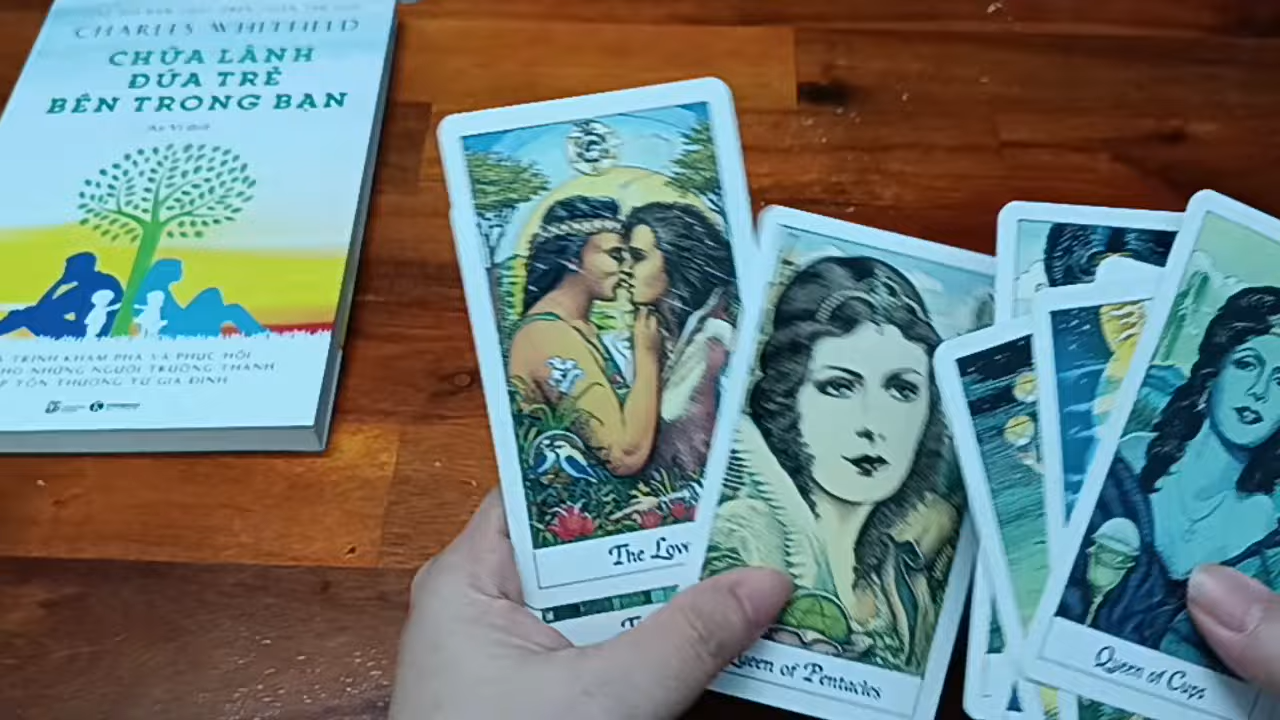 CHARLES WHITFIELD
CHỮA LÀNH
ĐỨA TRẺ
BÊN TRONG BẠN
TRÌNH KHÁM PHÁ VÀ PHỤC HỒI
CHO NHỮNG NGƯỜI TRƯỞNG THÀNH
TỔN THƯƠNG TỪ GIA ĐÌNH
The Lov
Queen of Pentacles
Queen of Cups